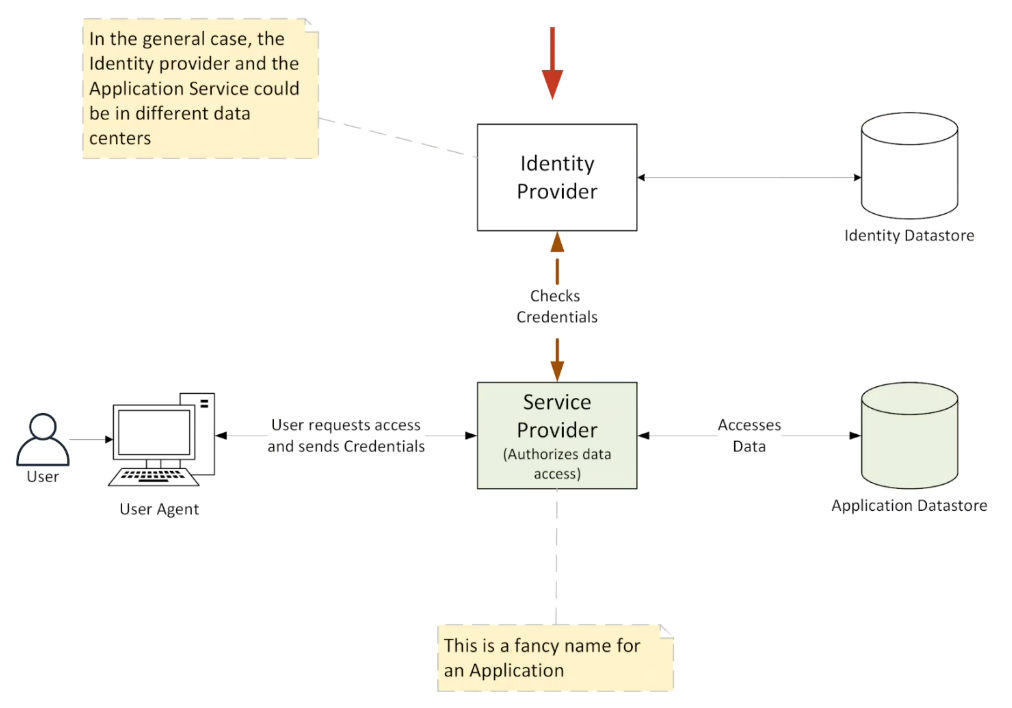 In the general case, the
Identity provider and the
Application Service could
be in different data
centers
Identity
Provider
Identity Datastore
Checks
Credentials
User
User Agent
User requests access
and sends Credentials
Service
Provider
(Authorizes data
access)
Accesses
Data
Application Datastore
This is a fancy name for
an Application